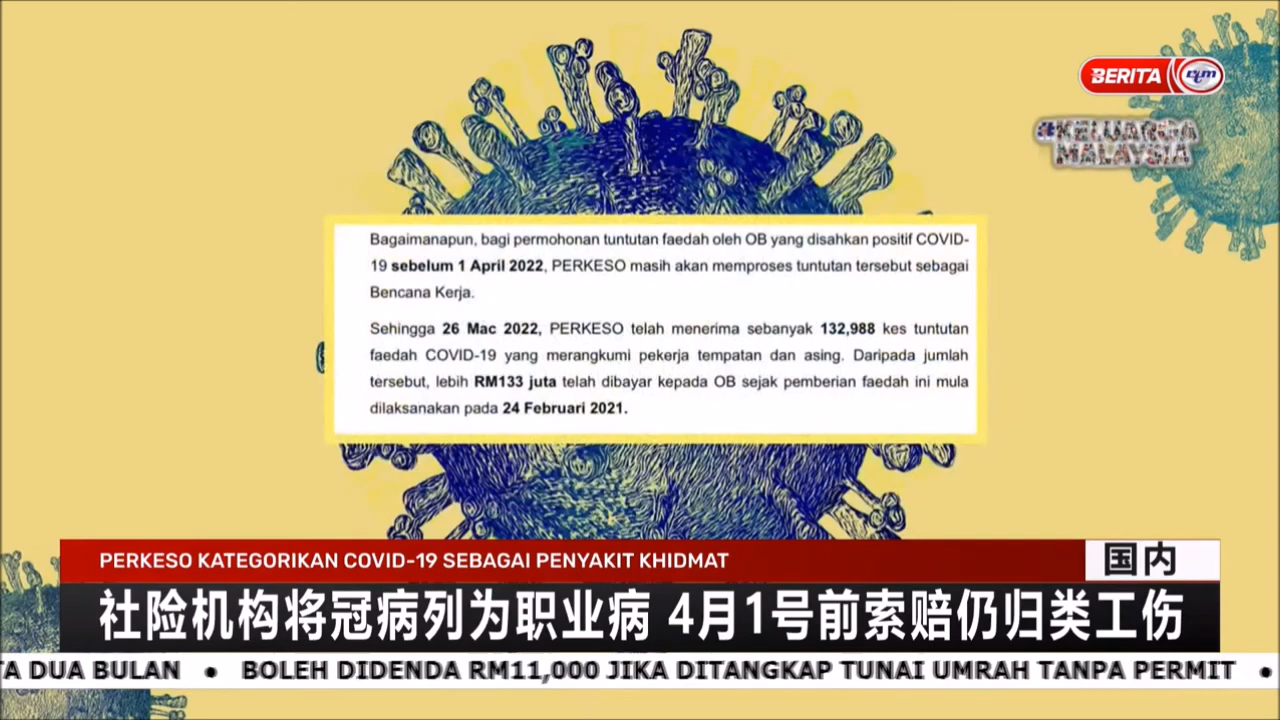 BERITA rtm
#KELUARGA
MALAYSIA
Bagaimanapun, bagi permohonan tuntutan faedah oleh OB yang disahkan positif COVID-
19 sebelum 1 April 2022, PERKESO masih akan memproses tuntutan tersebut sebagai
Bencana Kerja.
Sehingga 26 Mac 2022, PERKESO telah menerima sebanyak 132,988 kes tuntutan
faedah COVID-19 yang merangkumi pekerja tempatan dan asing. Daripada jumlah
tersebut, lebih RM133 juta telah dibayar kepada OB sejak pemberian faedah ini mula
dilaksanakan pada 24 Februari 2021.
PERKESO KATEGORIKAN COVID-19 SEBAGAI PENYAKIT KHIDMAT
国内
社险机构将冠病列为职业病 4月1号前索赔仍归类工伤
TA DUA BULAN • BOLEH DIDENDA RM11,000 JIKA DITANGKAP TUNAI UMRAH TANPA PERMIT •